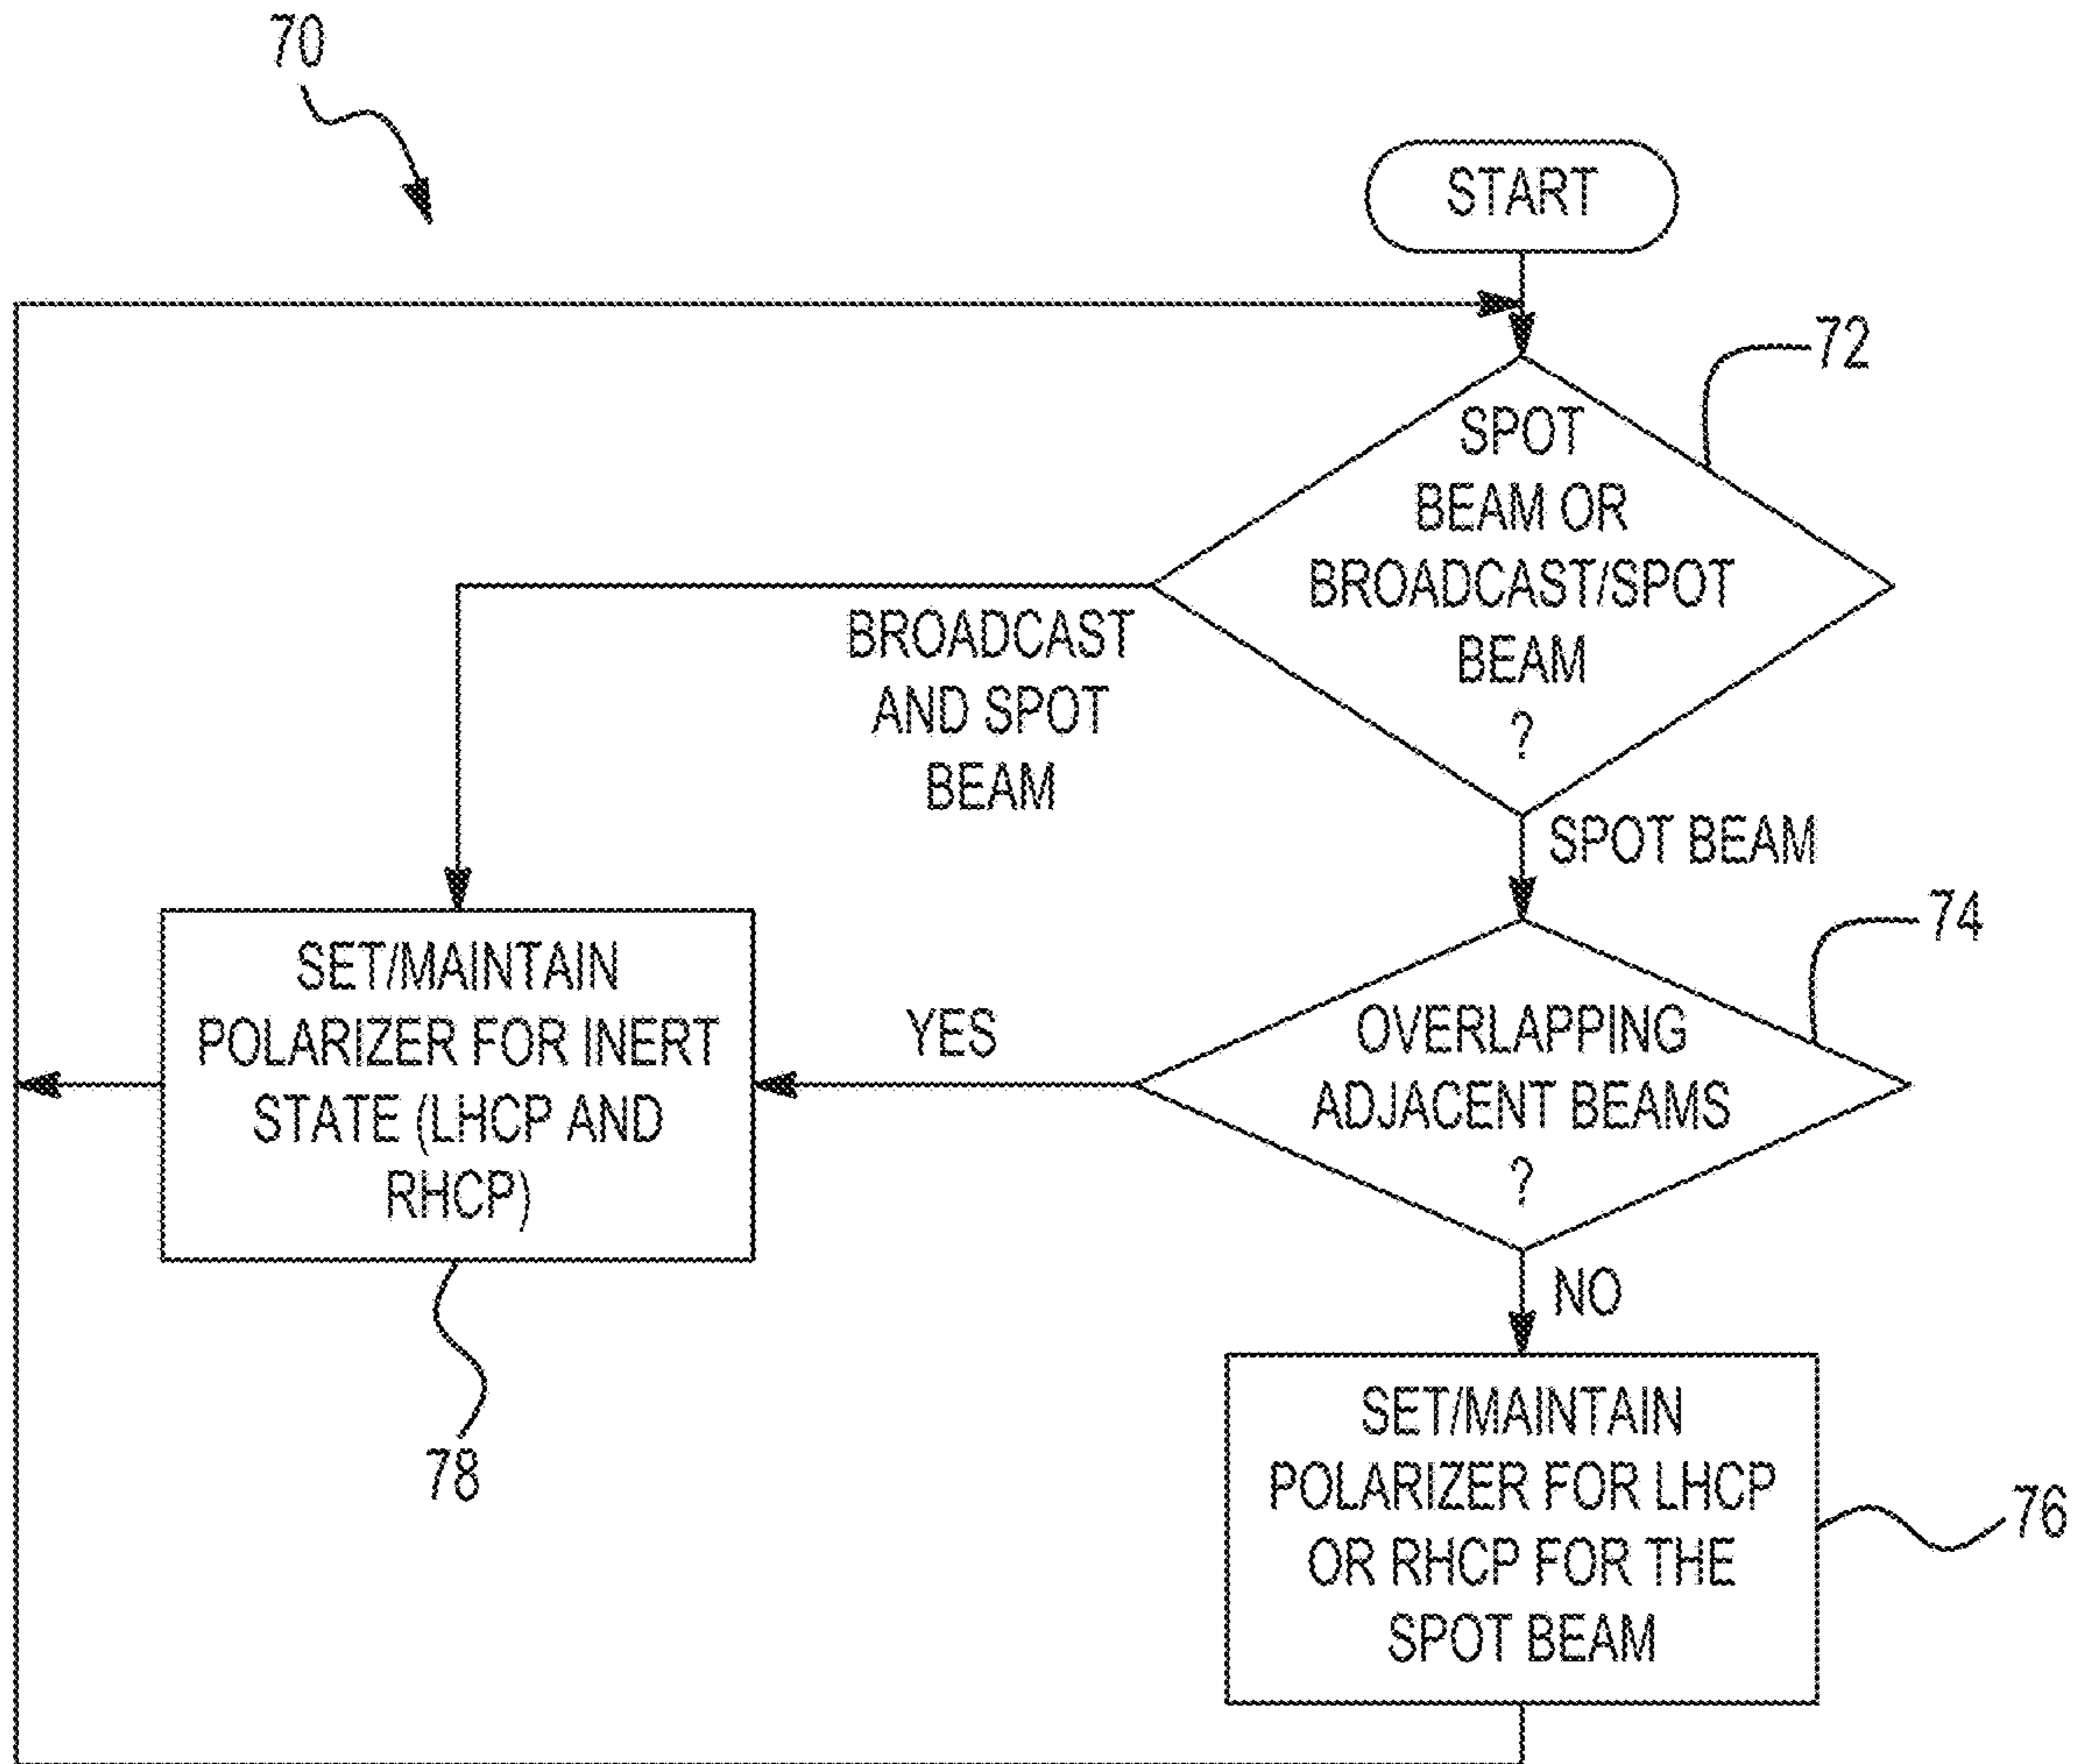 70
START
72
SPOT
BEAM OR
BROADCAST/SPOT
BEAM
?
BROADCAST
AND SPOT
BEAM
SPOT BEAM
74
SET/MAINTAIN
POLARIZER FOR INERT
STATE (LHCP AND
RHCP)
YES
OVERLAPPING
ADJACENT BEAMS
?
NO
78
SET/MAINTAIN
POLARIZER FOR LHCP
OR RHCP FOR THE
SPOT BEAM
76